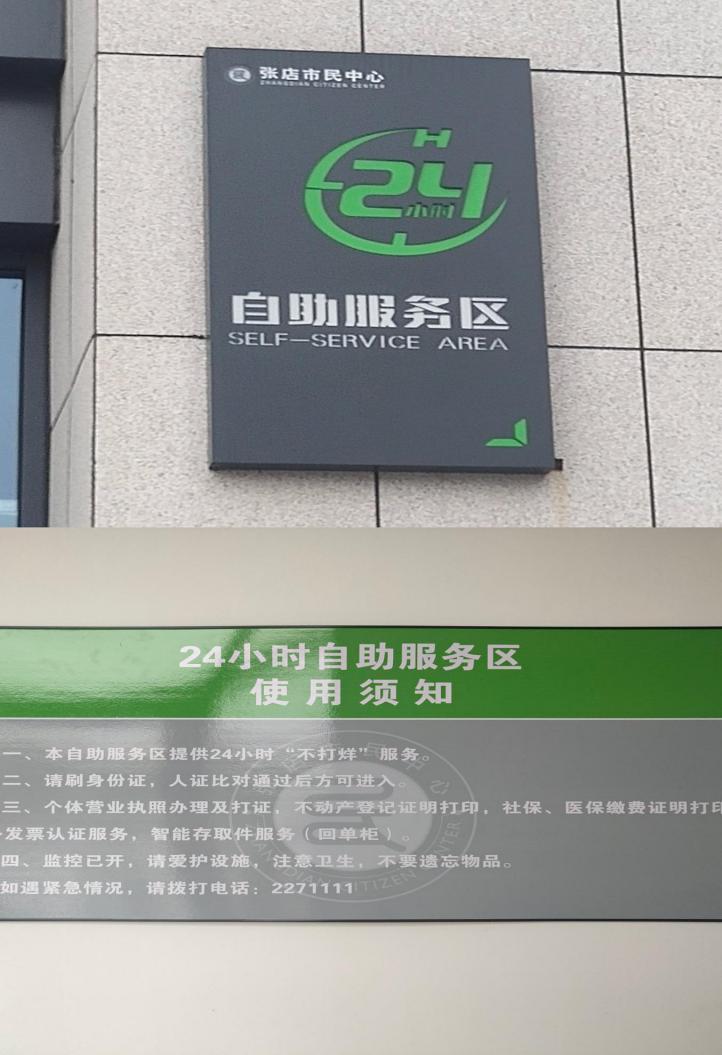 张店市民中心
ZHANGDIAN CITIZEN CENTER
H
24
小时
自助服务区
SELF—SERVICE AREA
24小时自助服务区
使用须知
一、本自助服务区提供24小时“不打烊”服务。
二、请刷身份证，人证比对通过后方可进入。
三、个体营业执照办理及打证，不动产登记证明打印，社保、医保缴费证明打印
发票认证服务，智能存取件服务（回单柜）。
四、监控已开，请爱护设施，注意卫生，不要遗忘物品。
如遇紧急情况，请拨打电话：2271111